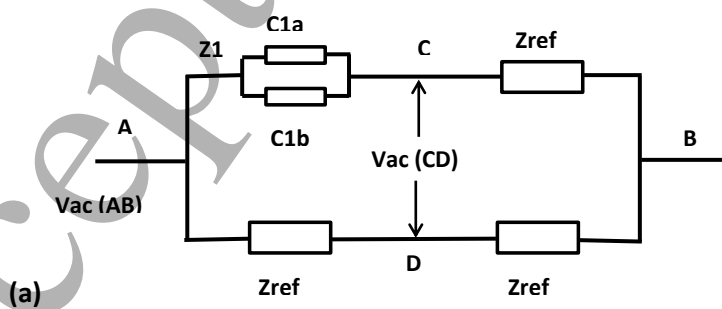 C1a
Z1
C
Zref
A
C1b
B
Vac (CD)
Vac (AB)
D
(a)
Zref
Zref